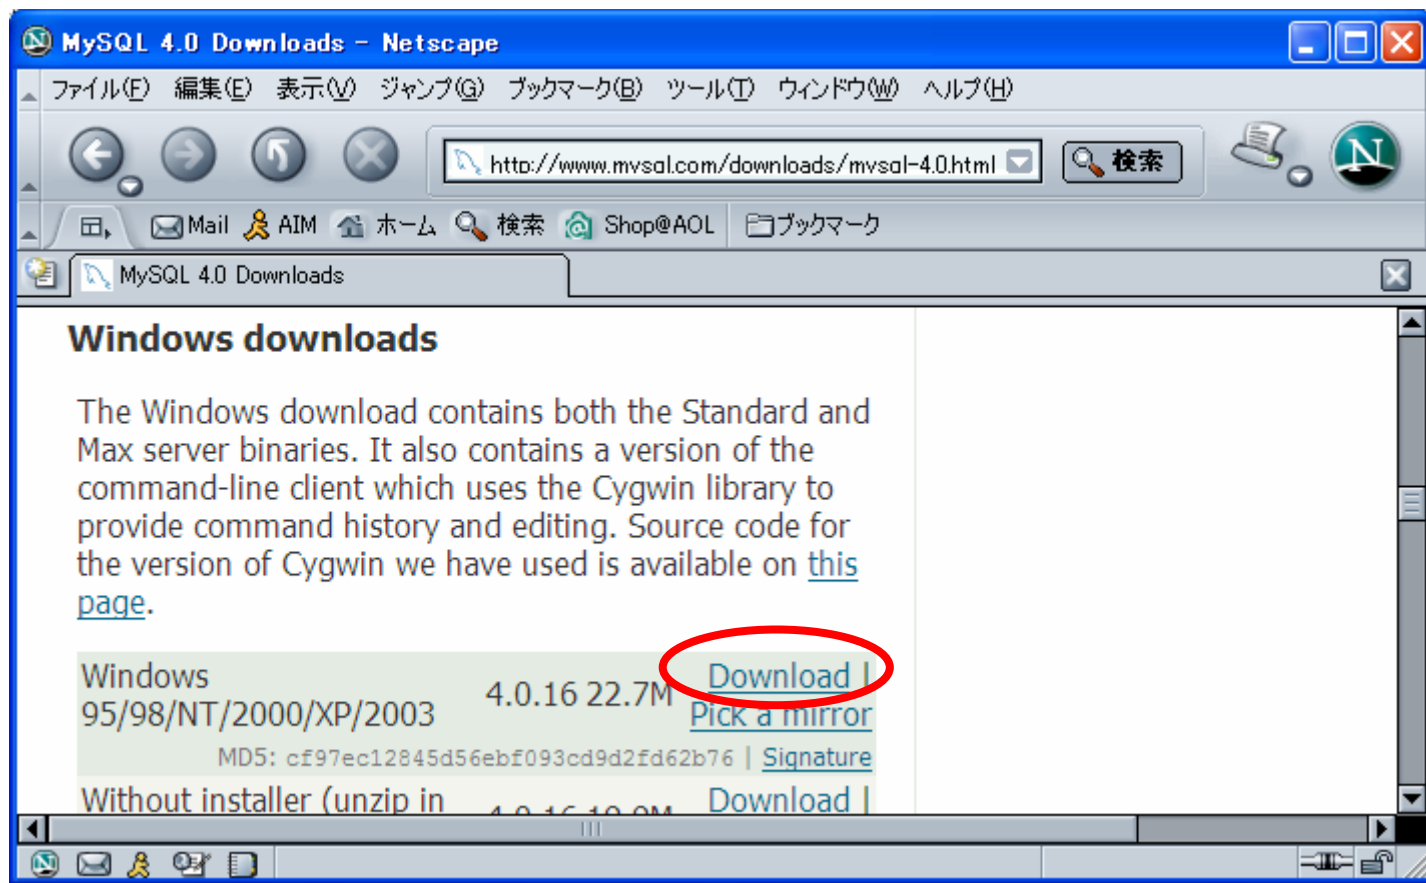 MySQL 4.0 Downloads - Netscape
ファイル(F) 編集(E) 表示(V) ジャンプ(G) ブックマーク(B) ツール(T) ウィンドウ(W) ヘルプ(H)
http://www.mysql.com/downloads/mysql-4.0.html 検索
Mail AIM ホーム 検索 Shop@AOL ブックマーク
MySQL 4.0 Downloads
Windows downloads
The Windows download contains both the Standard and
Max server binaries. It also contains a version of the
command-line client which uses the Cygwin library to
provide command history and editing. Source code for
the version of Cygwin we have used is available on this
page.
Windows
95/98/NT/2000/XP/2003 4.0.16 22.7M Download |
Pick a mirror
MD5: cf97ec12845d56ebf093cd9d2fd62b76 | Signature
Without installer (unzip in 4.0.16 Download |